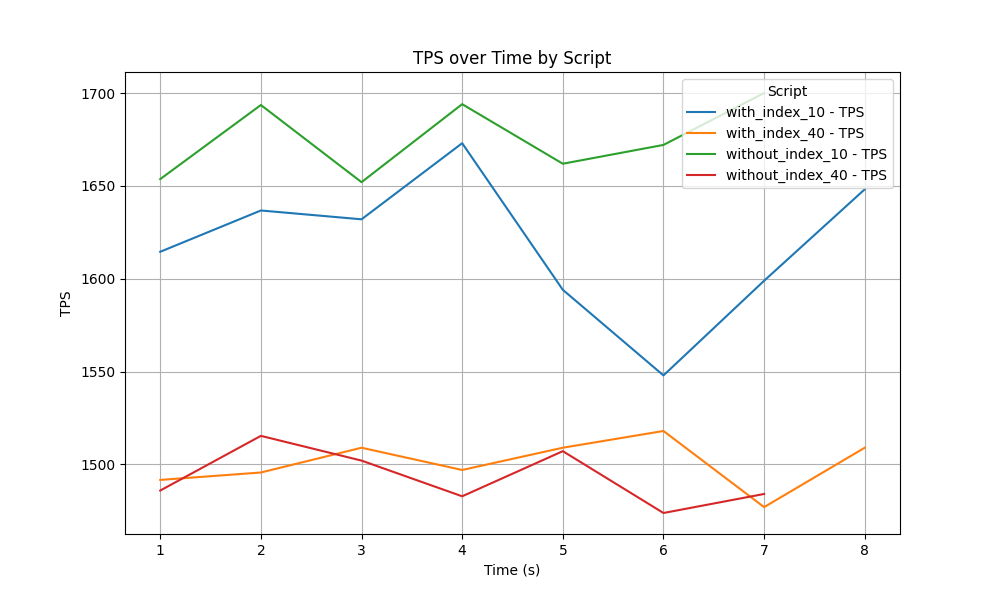 TPS over Time by Script
Script
with_index_10 - TPS
with_index_40 - TPS
without_index_10 - TPS
without_index_40 - TPS
1700
1650
1600
1550
1500
TPS
1 2 3 4 5 6 7 8
Time (s)